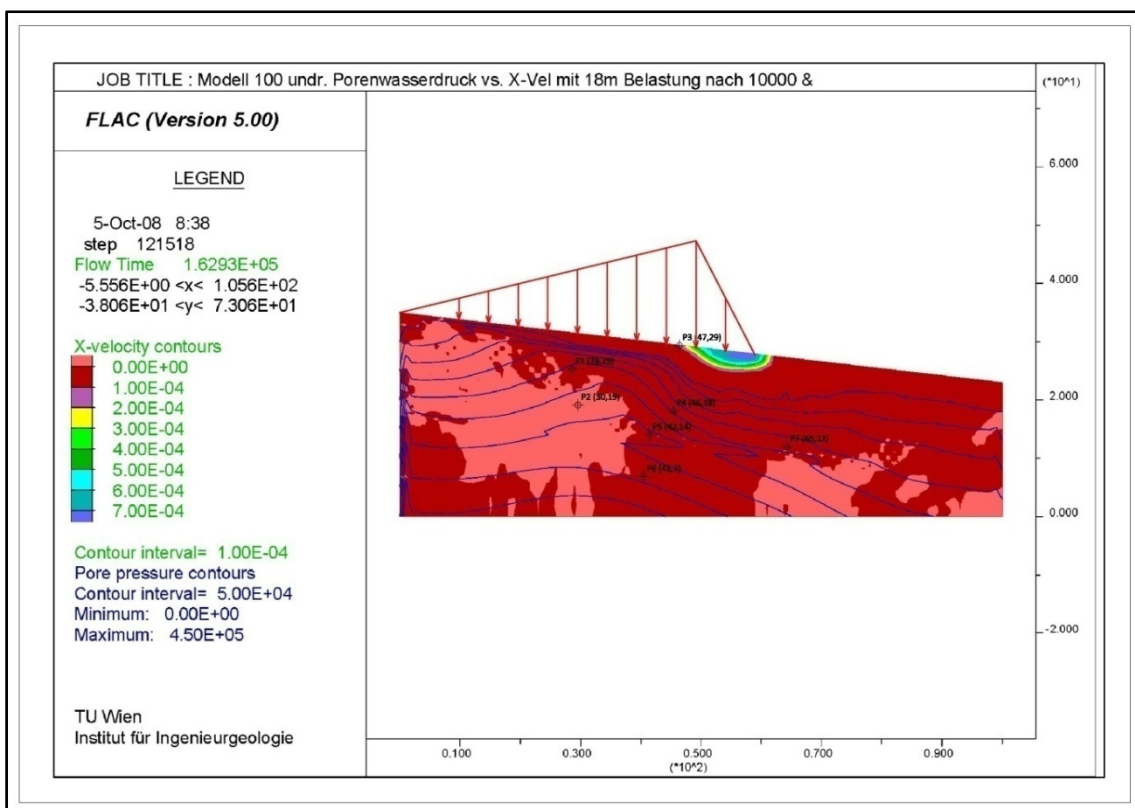 JOB TITLE : Modell 100 undr. Porenwasserdruck vs. X-Vel mit 18m Belastung nach 10000 &
FLAC (Version 5.00)
LEGEND
5-Oct-08 8:38
step 121518
Flow Time 1.6293E+05
-5.556E+00 <x< 1.056E+02
-3.806E+01 <y< 7.306E+01
X-velocity contours
0.00E+00
1.00E-04
2.00E-04
3.00E-04
4.00E-04
5.00E-04
6.00E-04
7.00E-04
Contour interval= 1.00E-04
Pore pressure contours
Contour interval= 5.00E+04
Minimum: 0.00E+00
Maximum: 4.50E+05
TU Wien
Institut für Ingenieurgeologie
P3 (47,29)
P2 (30,19)
(*10^1)
6.000
4.000
2.000
0.000
-2.000
0.100
0.300
0.500
0.700
0.900
(*10^2)